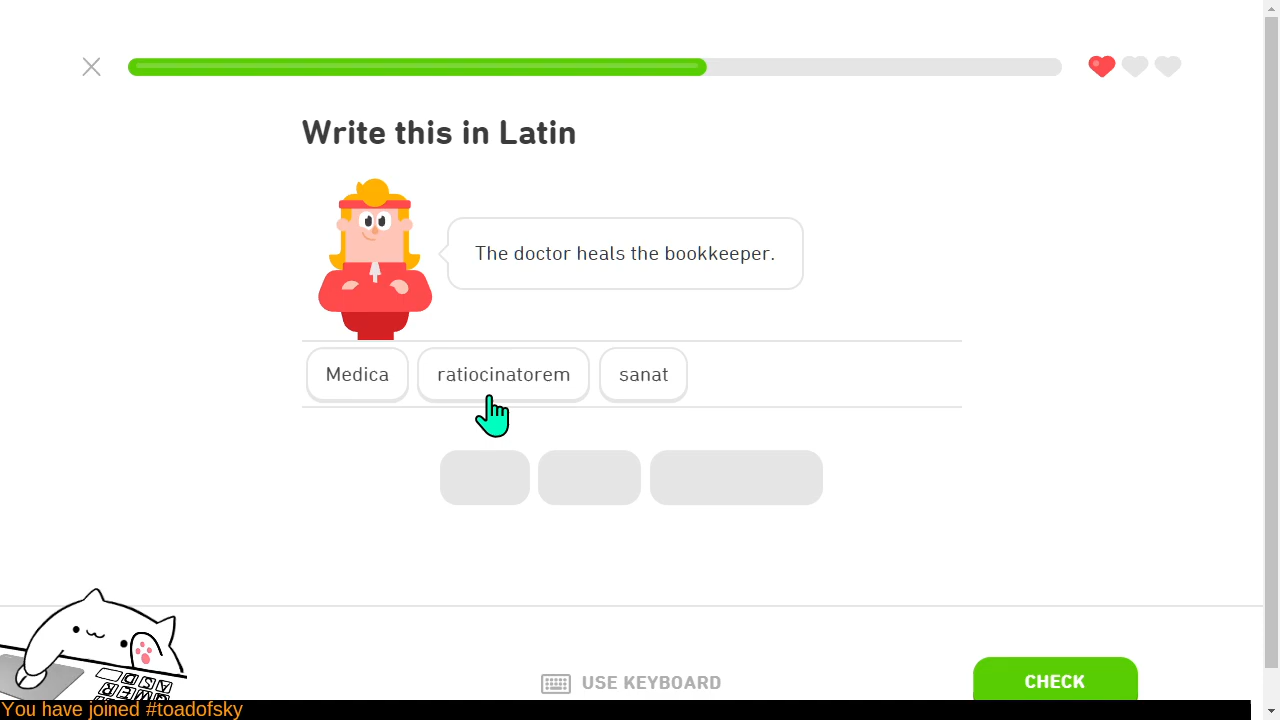 Write this in Latin
The doctor heals the bookkeeper.
Medica ratiocinatorem sanat
USE KEYBOARD
CHECK
You have joined #toadofsky